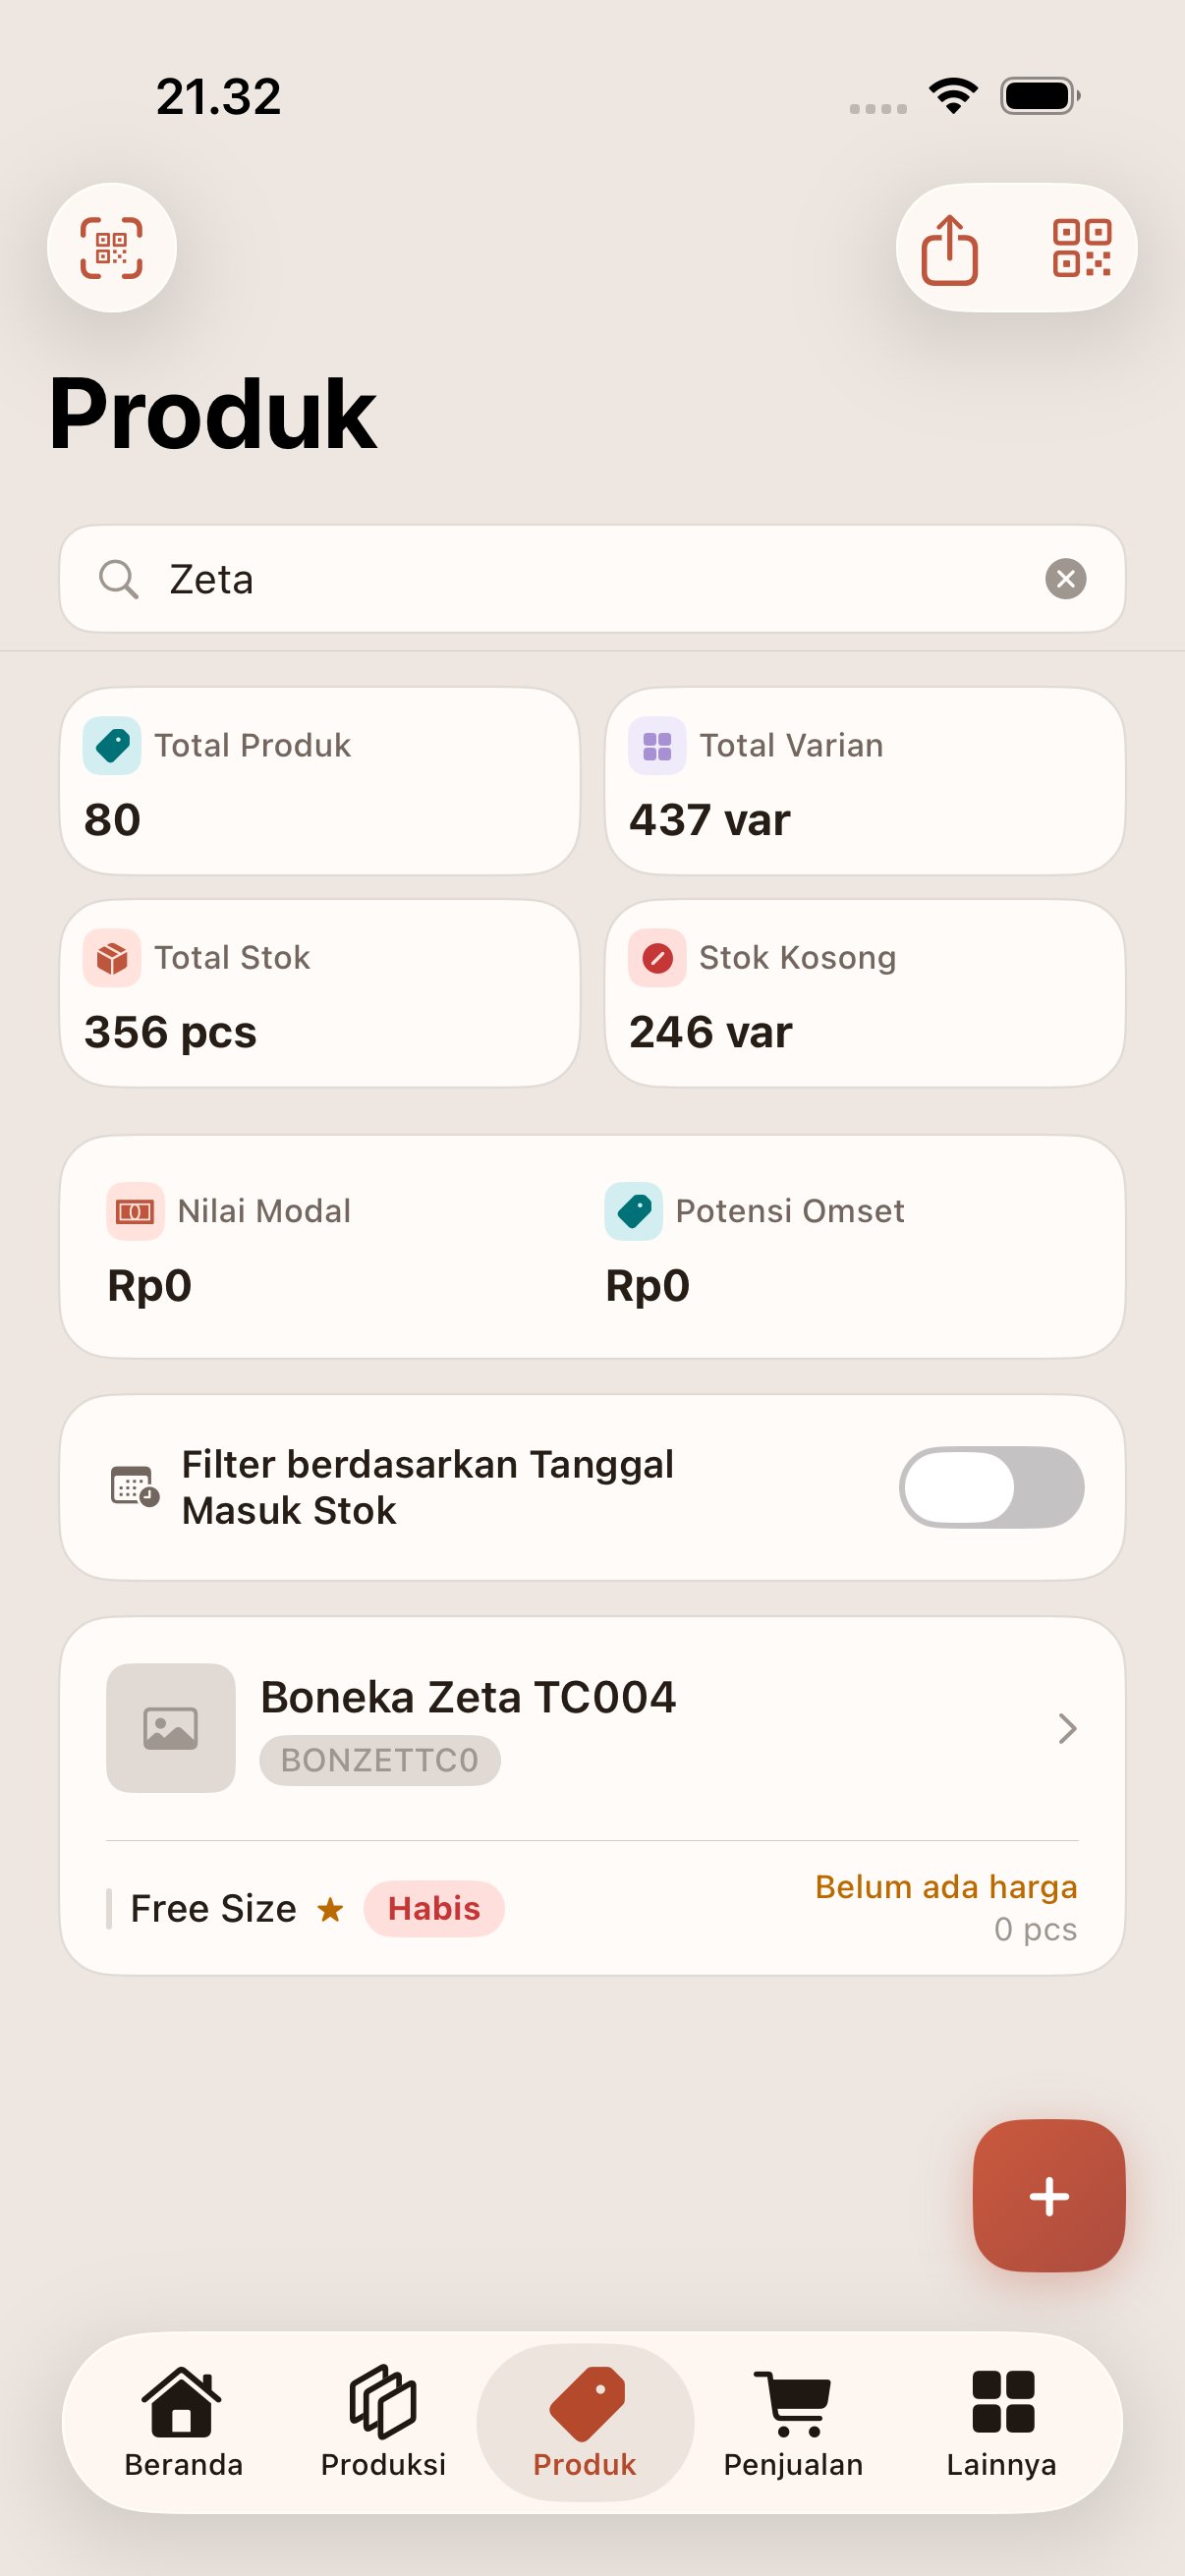 21.32
Produk
Zeta
Total Produk
80
Total Varian
437 var
Total Stok
356 pcs
Stok Kosong
246 var
Nilai Modal
Rp0
Potensi Omset
Rp0
Filter berdasarkan Tanggal
Masuk Stok
Boneka Zeta TC004
BONZETTC0
Free Size
Habis
Belum ada harga
0 pcs
Beranda
Produksi
Produk
Penjualan
Lainnya